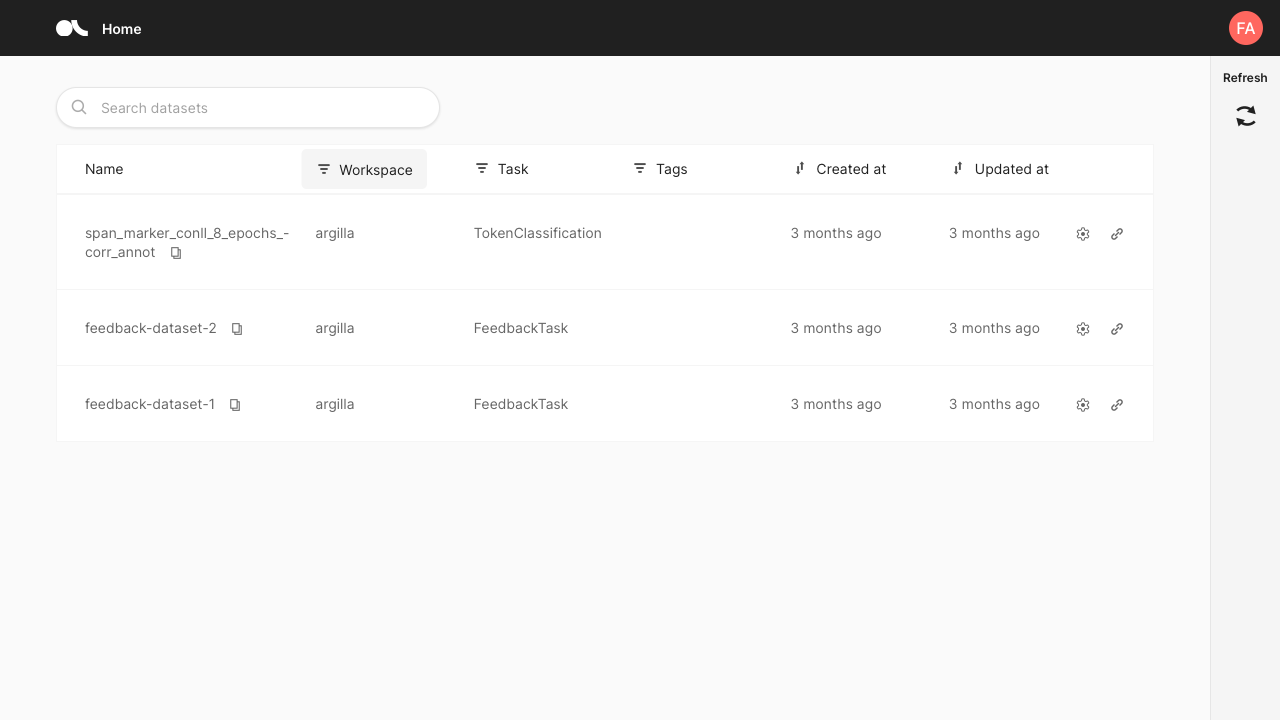 Home
FA
Refresh
Search datasets
Name Workspace Task Tags Created at Updated at
span_marker_conll_8_epochs_- argilla TokenClassification 3 months ago 3 months ago
corr_annot
feedback-dataset-2 argilla FeedbackTask 3 months ago 3 months ago
feedback-dataset-1 argilla FeedbackTask 3 months ago 3 months ago